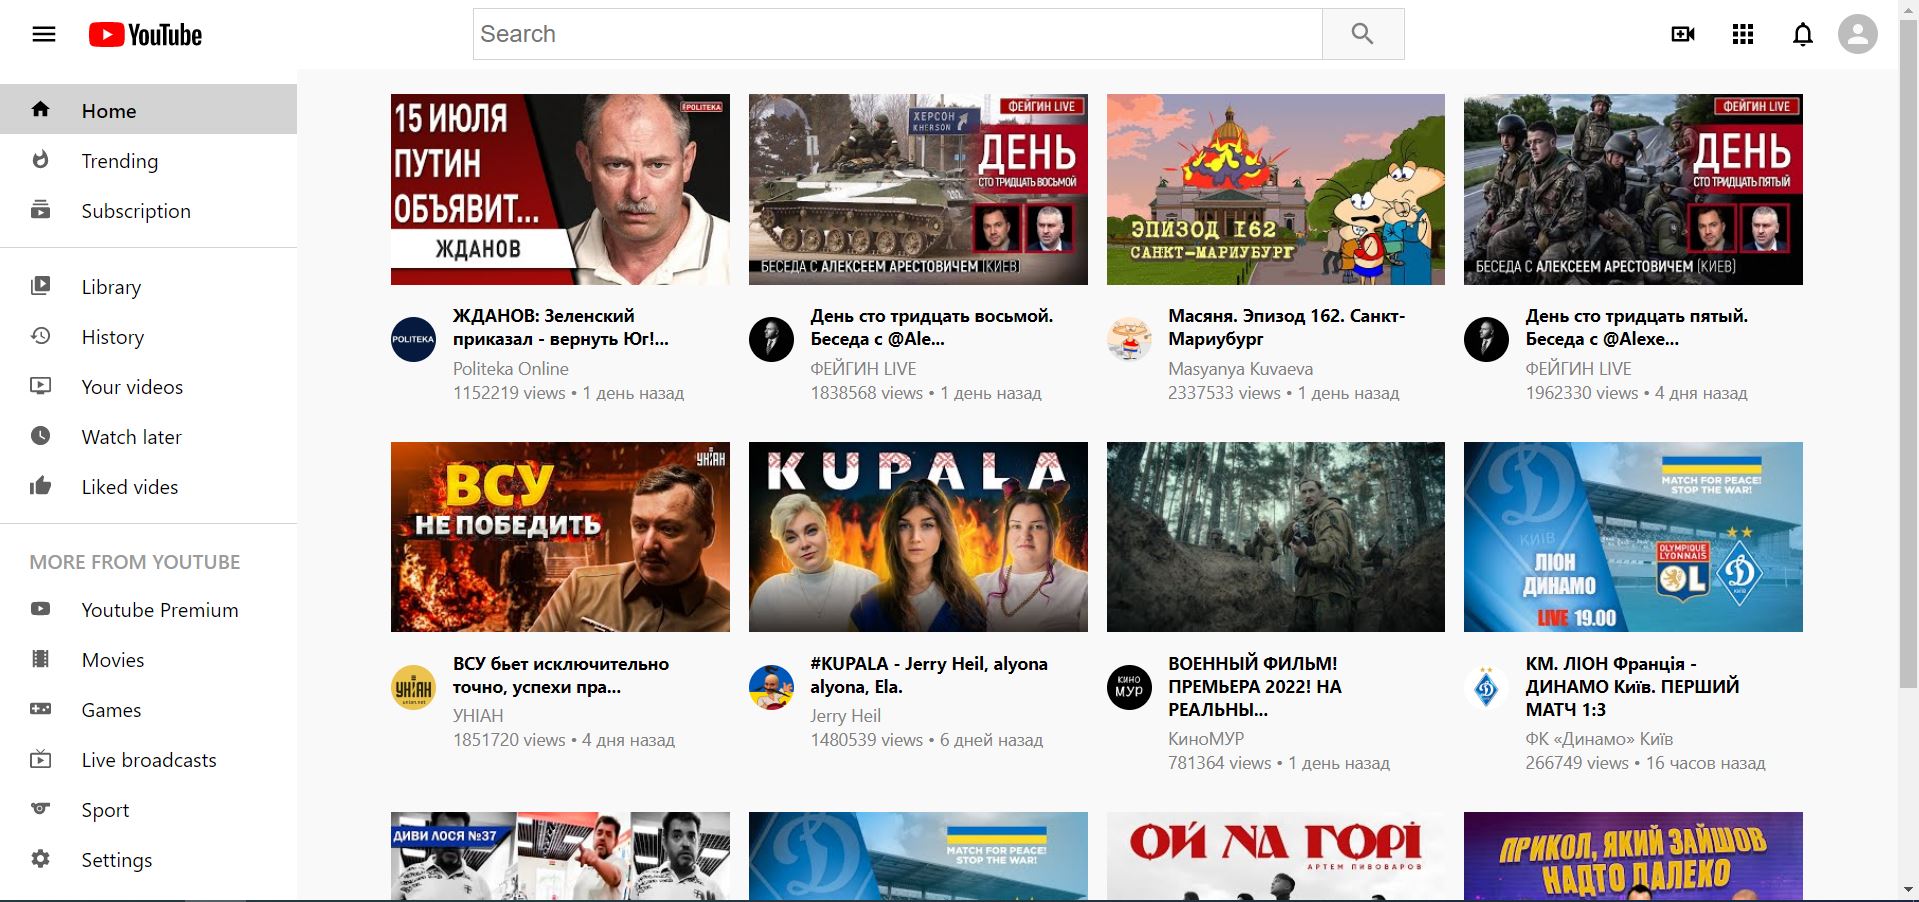 YouTube
Search
Home
Trending
Subscription
Library
History
Your videos
Watch later
Liked vides
MORE FROM YOUTUBE
Youtube Premium
Movies
Games
Live broadcasts
Sport
Settings
POLITEKA
15 ИЮЛЯ
ПУТИН
ОБЪЯВИТ...
ЖДАНОВ
POLITEKA
ЖДАНОВ: Зеленский
приказал - вернуть Юг!...
Politeka Online
1152219 views • 1 день назад
ФЕЙГИН LIVE
ХЕРСОН
KHERSON
ДЕНЬ
СТО ТРИДЦАТЬ ВОСЬМОЙ
БЕСЕДА С АЛЕКСЕЕМ АРЕСТОВИЧЕМ (КИЕВ)
День сто тридцать восьмой.
Беседа с @Ale...
ФЕЙГИН LIVE
1838568 views • 1 день назад
ЭПИЗОД 162
САНКТ-МАРИУБУРГ
Масяня. Эпизод 162. Санкт-
Мариубург
Masyanya Kuvaeva
2337533 views • 1 день назад
ФЕЙГИН LIVE
ДЕНЬ
СТО ТРИДЦАТЬ ПЯТЫЙ
БЕСЕДА С АЛЕКСЕЕМ АРЕСТОВИЧЕМ (КИЕВ)
День сто тридцать пятый.
Беседа с @Alexe...
ФЕЙГИН LIVE
1962330 views • 4 дня назад
УНІАН
ВСУ
НЕ ПОБЕДИТЬ
УНІАН
unian.net
ВСУ бьет исключительно
точно, успехи пра...
УНІАН
1851720 views • 4 дня назад
KUPALA
#KUPALA - Jerry Heil, alyona
alyona, Ela.
Jerry Heil
1480539 views • 6 дней назад
КИНО
МУР
ВОЕННЫЙ ФИЛЬМ!
ПРЕМЬЕРА 2022! НА
РЕАЛЬНЫ...
КиноМУР
781364 views • 1 день назад
MATCH FOR PEACE!
STOP THE WAR!
КИЇВ
ЛІОН
ДИНАМО
LIVE 19.00
OLYMPIQUE
LYONNAIS
OL
КМ. ЛІОН Франція -
ДИНАМО Київ. ПЕРШИЙ
МАТЧ 1:3
ФК «Динамо» Київ
266749 views • 16 часов назад
ДИВИ ЛОСЯ №37
MATCH FOR PEACE!
STOP THE WAR!
ОЙ NА ГОРІ
АРТЕМ ПИВОВАРОВ
ПРИКОЛ, ЯКИЙ ЗАЙШОВ
НАДТО ДАЛЕКО